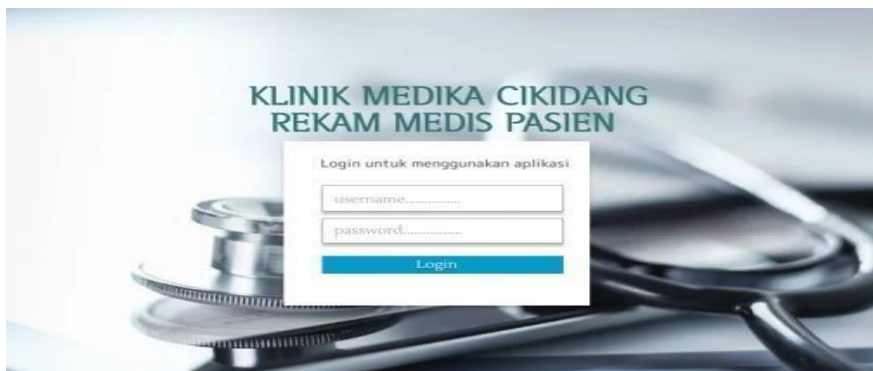 KLINIK MEDIKA CIKIDANG
REKAM MEDIS PASIEN
Login untuk menggunakan aplikasi
username...............
password...............
Login